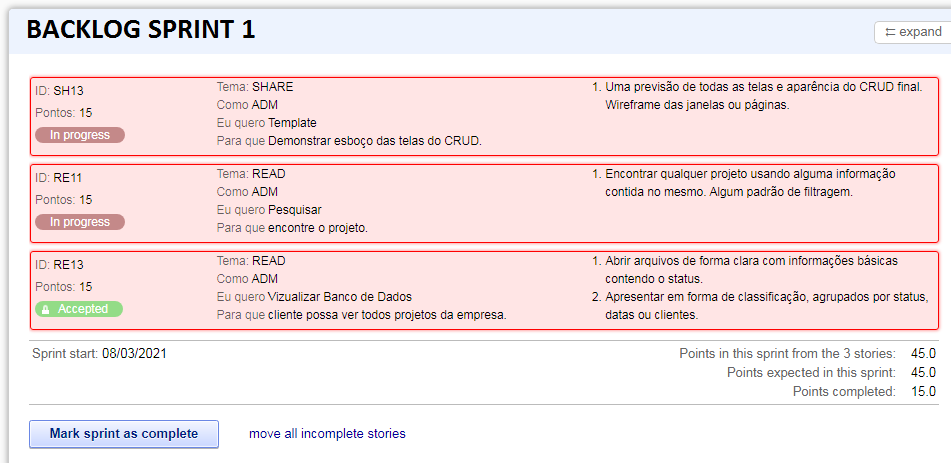 BACKLOG SPRINT 1
⇆ expand
ID: SH13
Pontos: 15
In progress
Tema: SHARE
Como ADM
Eu quero Template
Para que Demonstrar esboço das telas do CRUD.
1. Uma previsão de todas as telas e aparência do CRUD final.
Wireframe das janelas ou páginas.
ID: RE11
Pontos: 15
In progress
Tema: READ
Como ADM
Eu quero Pesquisar
Para que encontre o projeto.
1. Encontrar qualquer projeto usando alguma informação
contida no mesmo. Algum padrão de filtragem.
ID: RE13
Pontos: 15
Accepted
Tema: READ
Como ADM
Eu quero Vizualizar Banco de Dados
Para que cliente possa ver todos projetos da empresa.
1. Abrir arquivos de forma clara com informações básicas
contendo o status.
2. Apresentar em forma de classificação, agrupados por status,
datas ou clientes.
Sprint start: 08/03/2021
Points in this sprint from the 3 stories: 45.0
Points expected in this sprint: 45.0
Points completed: 15.0
Mark sprint as complete
move all incomplete stories